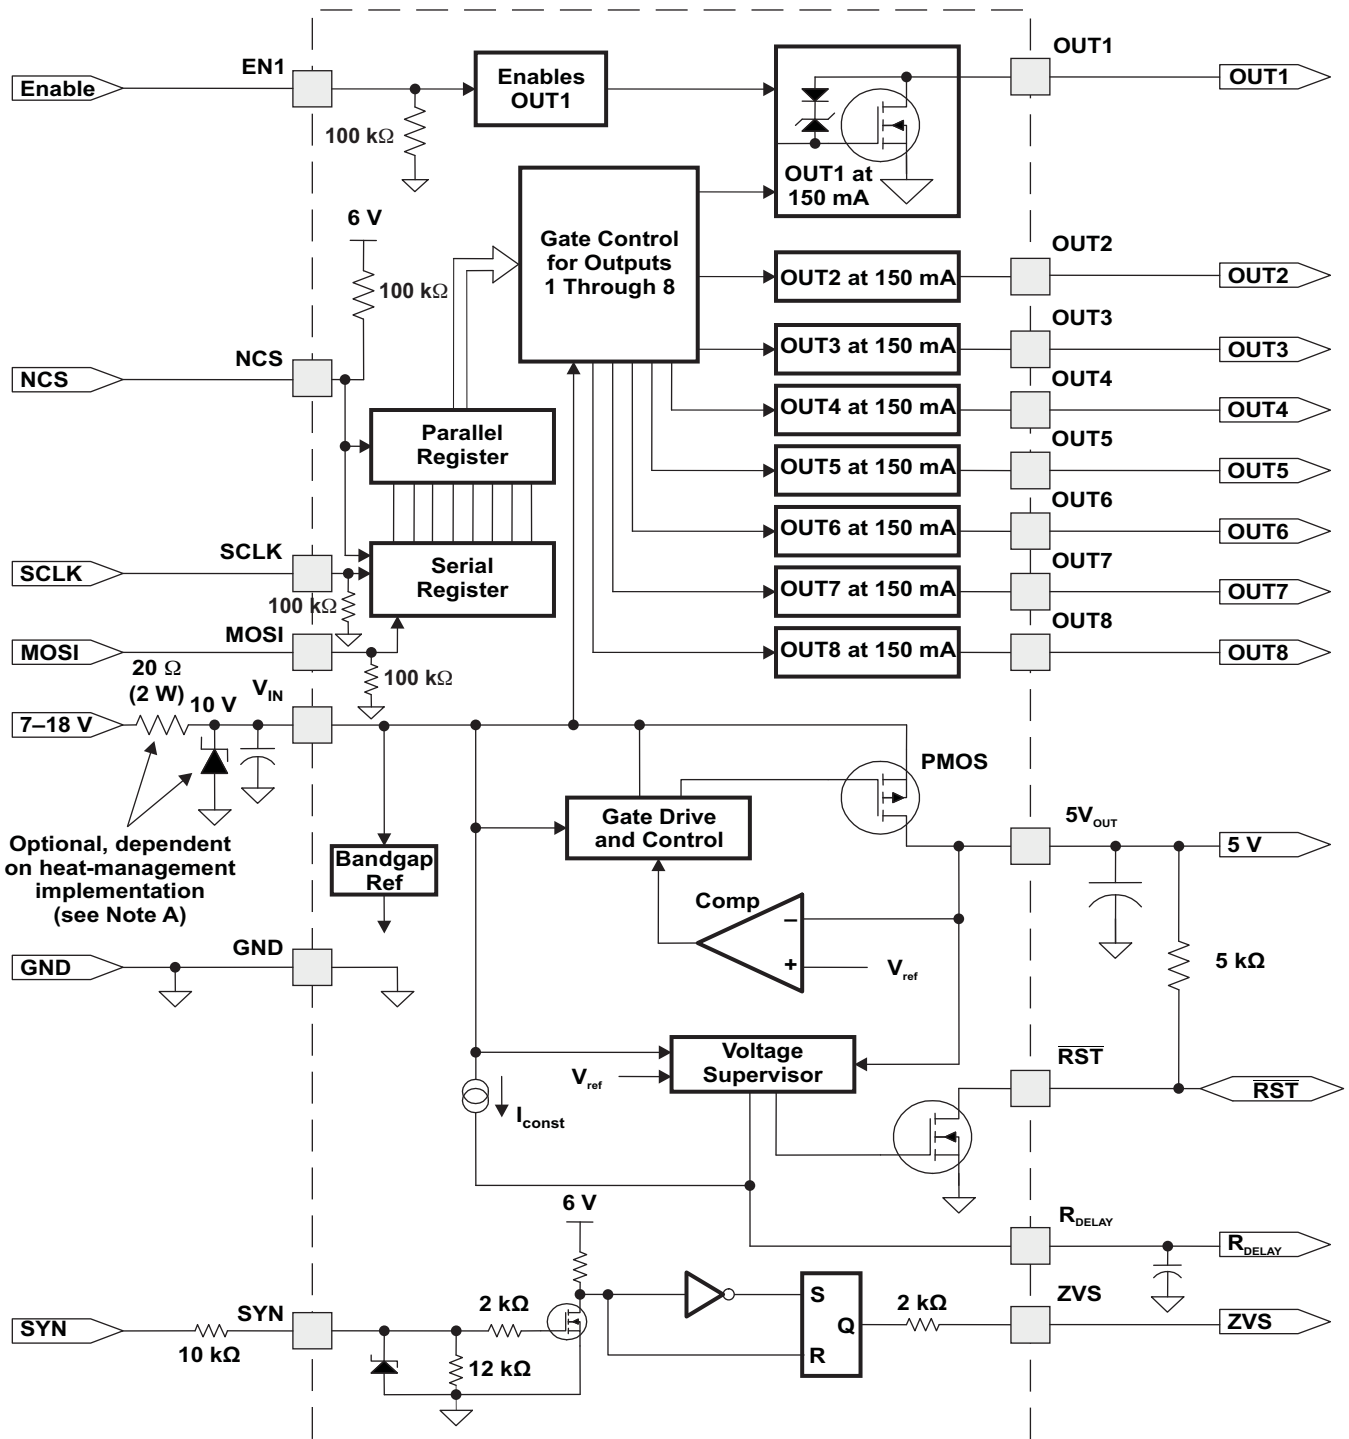 OUT1
EN1
Enable
Enables
OUT1
OUT1
100 kΩ
OUT1 at
150 mA
6 V
Gate Control
for Outputs
1 Through 8
OUT2
OUT2 at 150 mA
OUT2
100 kΩ
OUT3
OUT3 at 150 mA
OUT3
NCS
NCS
OUT4
OUT4 at 150 mA
OUT4
Parallel
Register
OUT5
OUT5 at 150 mA
OUT5
OUT6
OUT6 at 150 mA
OUT6
SCLK
SCLK
Serial
Register
OUT7
OUT7 at 150 mA
OUT7
100 kΩ
MOSI
MOSI
OUT8
OUT8 at 150 mA
OUT8
100 kΩ
20 Ω
(2 W)
10 V
VIN
7–18 V
PMOS
Gate Drive
and Control
5VOUT
5 V
Optional, dependent
on heat-management
implementation
(see Note A)
Bandgap
Ref
Comp
–
+
Vref
GND
GND
5 kΩ
Voltage
Supervisor
Vref
RST
RST
Iconst
6 V
RDELAY
RDELAY
SYN
SYN
10 kΩ
2 kΩ
12 kΩ
S
Q
R
2 kΩ
ZVS
ZVS